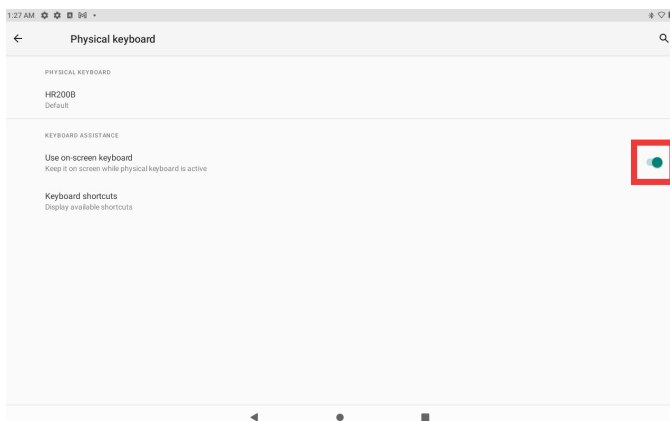 1:27 AM
Physical keyboard
PHYSICAL KEYBOARD
HR200B
Default
KEYBOARD ASSISTANCE
Use on-screen keyboard
Keep it on screen while physical keyboard is active
Keyboard shortcuts
Display available shortcuts